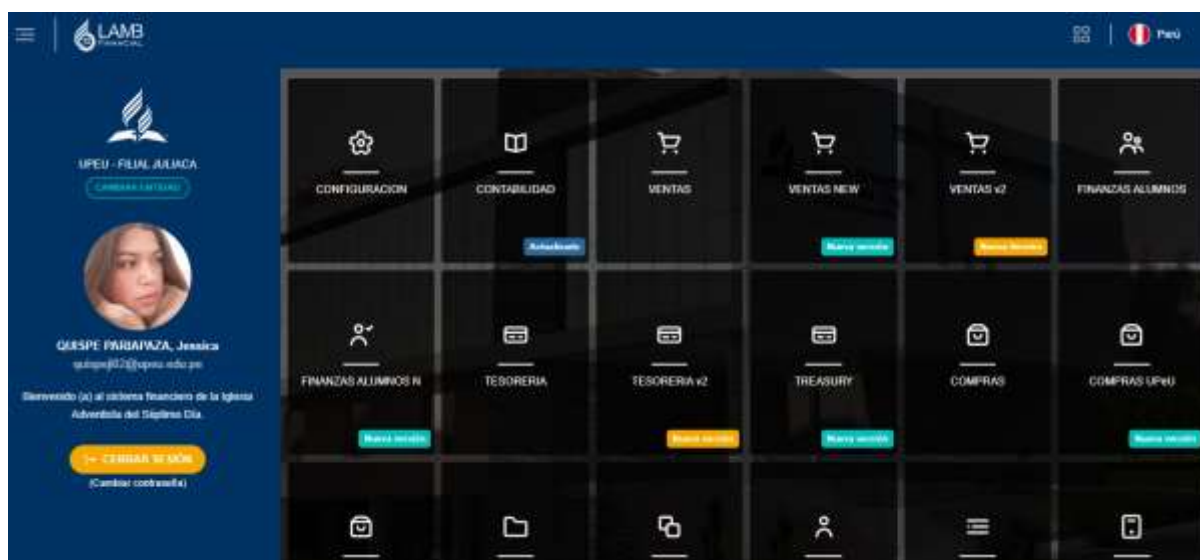 LAMB
FINANCIAL
Perú
UPEU - FILIAL JULIACA
CAMBIAR ENTIDAD
QUISPE PARIAPAZA, Jessica
Bienvenido (a) al sistema financiero de la Iglesia
Adventista del Séptimo Día.
CERRAR SESIÓN
(Cambiar contraseña)
CONFIGURACION
CONTABILIDAD
VENTAS
VENTAS NEW
VENTAS v2
FINANZAS ALUMNOS
Actualizado
Nueva versión
Nueva Versión
FINANZAS ALUMNOS N
TESORERIA
TESORERIA v2
TREASURY
COMPRAS
COMPRAS UPeU
Nueva versión
Nueva versión
Nueva versión
Nueva versión